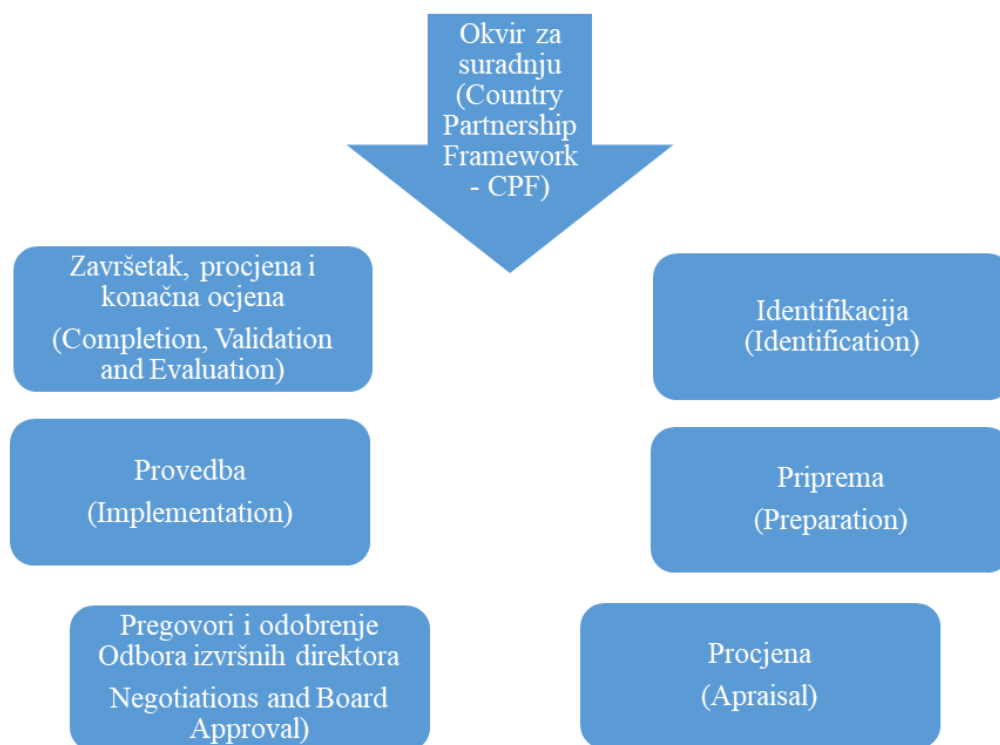 Okvir za
suradnju
(Country
Partnership
Framework
- CPF)
Završetak, procjena i
konačna ocjena
(Completion, Validation
and Evaluation)
Identifikacija
(Identification)
Provedba
(Implementation)
Priprema
(Preparation)
Pregovori i odobrenje
Odbora izvršnih direktora
Negotiations and Board
Approval)
Procjena
(Apraisal)